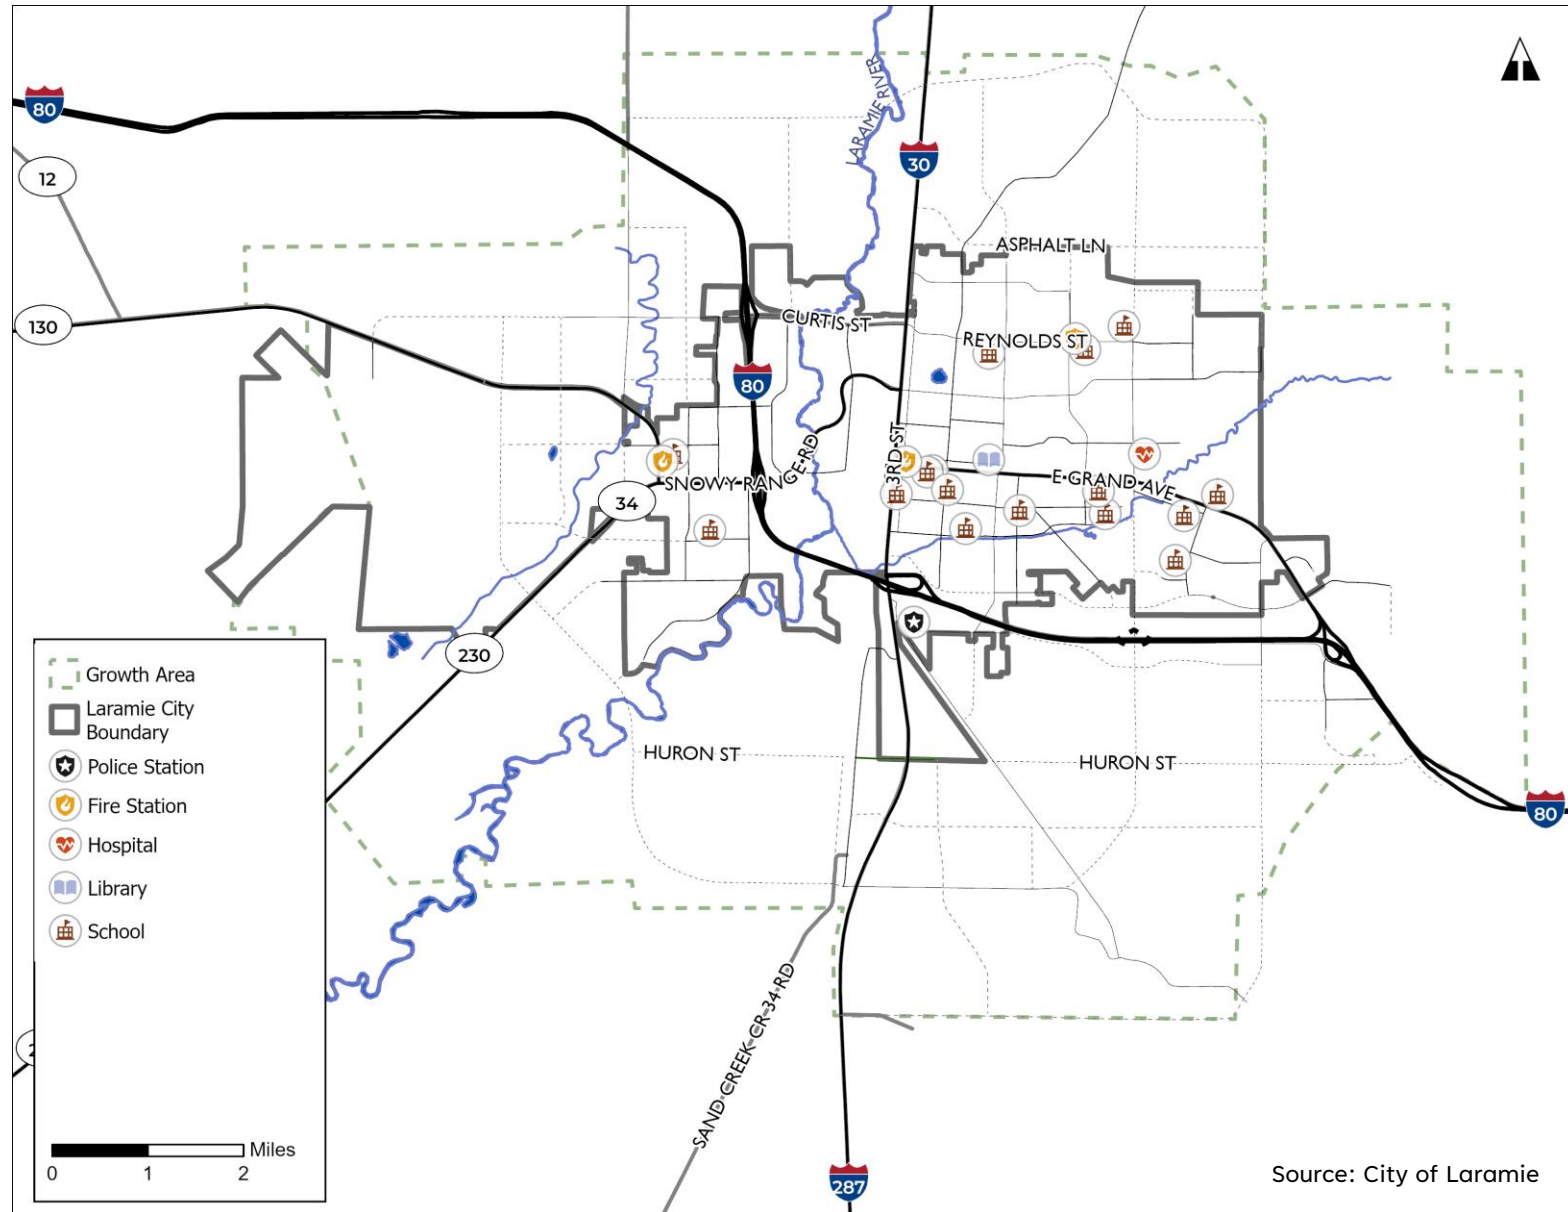 80
12
130
LARAMIE RIVER
30
ASPHALT LN
CURTIS ST
REYNOLDS ST
80
3RD ST
SNOWY RANGE RD
E GRAND AVE
34
230
HURON ST
HURON ST
80
SAND CREEK CR 34 RD
287
Growth Area
Laramie City
Boundary
Police Station
Fire Station
Hospital
Library
School
Miles
0 1 2
Source: City of Laramie